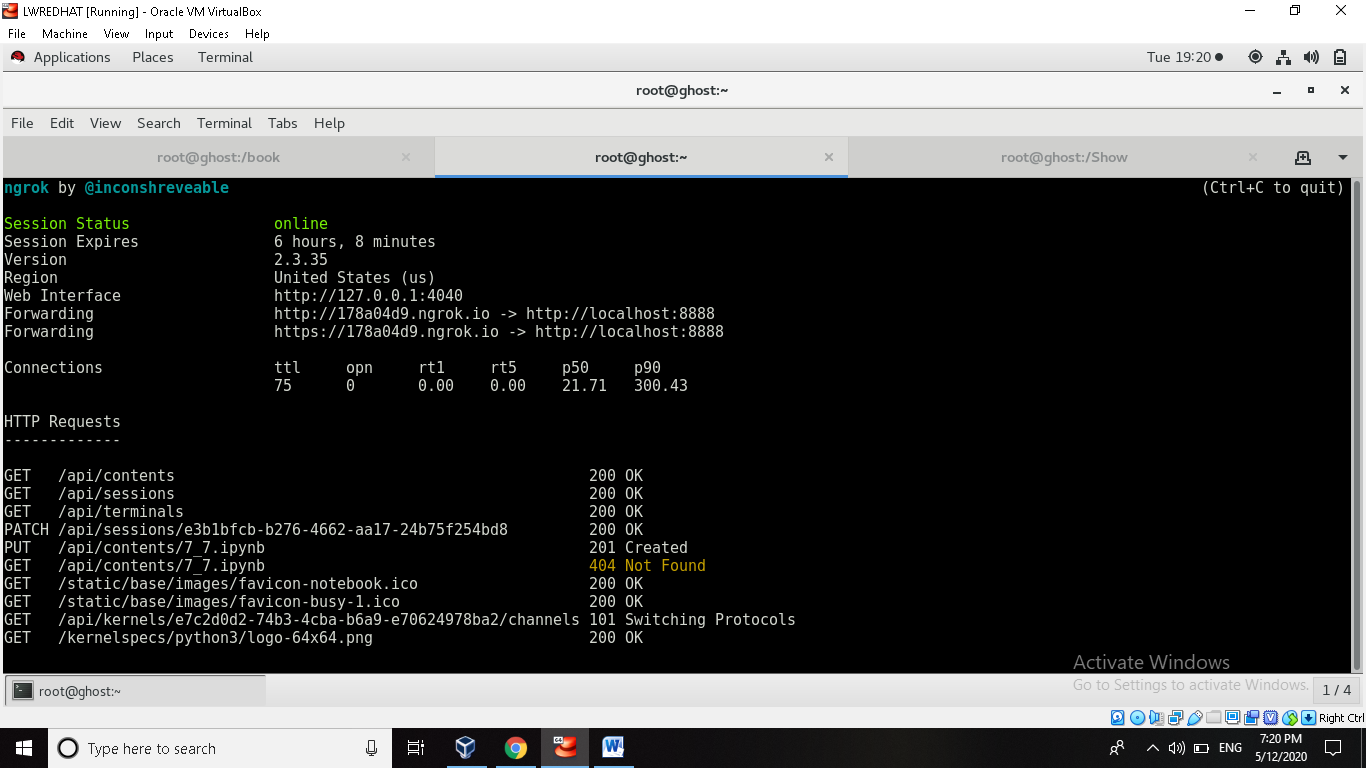 LWREDHAT [Running] - Oracle VM VirtualBox
File Machine View Input Devices Help
Applications Places Terminal Tue 19:20
root@ghost:~
File Edit View Search Terminal Tabs Help
root@ghost:/book root@ghost:~ root@ghost:/Show
ngrok by @inconshreveable (Ctrl+C to quit)
Session Status online
Session Expires 6 hours, 8 minutes
Version 2.3.35
Region United States (us)
Web Interface http://127.0.0.1:4040
Forwarding http://178a04d9.ngrok.io -> http://localhost:8888
Forwarding https://178a04d9.ngrok.io -> http://localhost:8888
Connections ttl opn rt1 rt5 p50 p90
75 0 0.00 0.00 21.71 300.43
HTTP Requests
-------------
GET /api/contents 200 OK
GET /api/sessions 200 OK
GET /api/terminals 200 OK
PATCH /api/sessions/e3b1bfcb-b276-4662-aa17-24b75f254bd8 200 OK
PUT /api/contents/7_7.ipynb 201 Created
GET /api/contents/7_7.ipynb 404 Not Found
GET /static/base/images/favicon-notebook.ico 200 OK
GET /static/base/images/favicon-busy-1.ico 200 OK
GET /api/kernels/e7c2d0d2-74b3-4cba-b6a9-e70624978ba2/channels 101 Switching Protocols
GET /kernelspecs/python3/logo-64x64.png 200 OK
Activate Windows
Go to Settings to activate Windows.
root@ghost:~ 1 / 4
Right Ctrl
Type here to search ENG 7:20 PM
5/12/2020